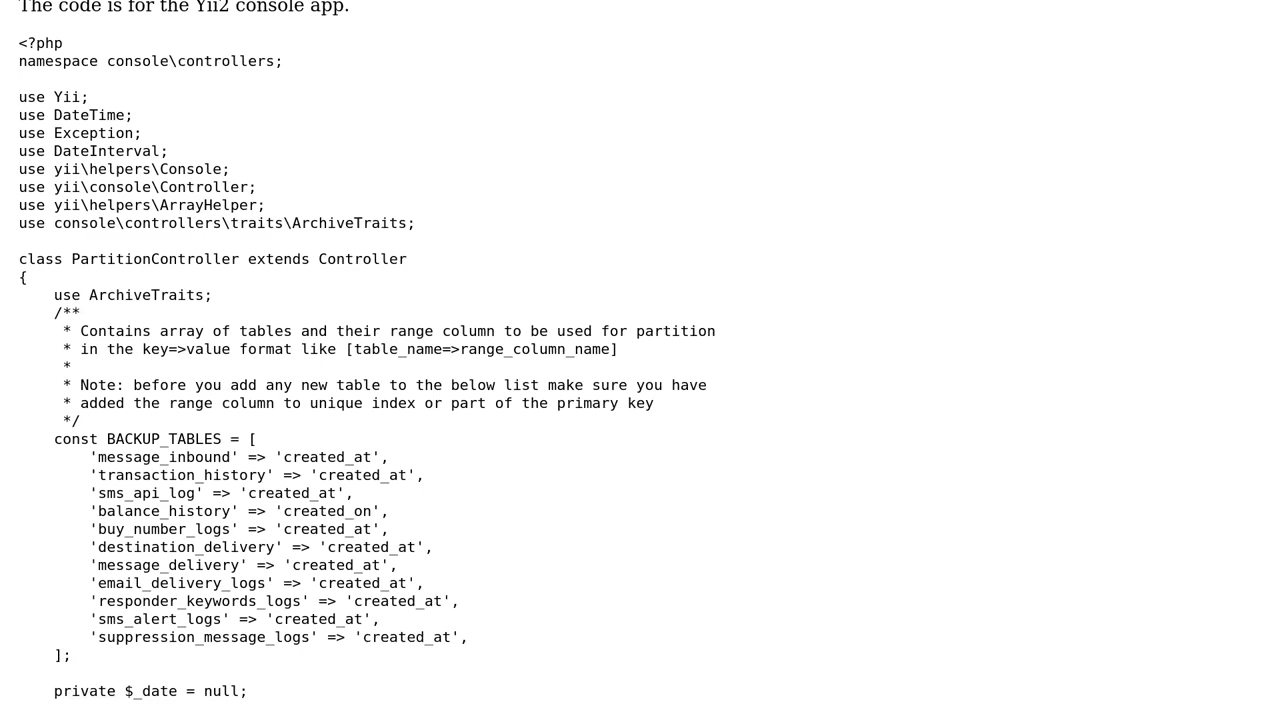 The code is for the Yii2 console app.
<?php
namespace console\controllers;
use Yii;
use DateTime;
use Exception;
use DateInterval;
use yii\helpers\Console;
use yii\console\Controller;
use yii\helpers\ArrayHelper;
use console\controllers\traits\ArchiveTraits;
class PartitionController extends Controller
{
    use ArchiveTraits;
    /**
     * Contains array of tables and their range column to be used for partition
     * in the key=>value format like [table_name=>range_column_name]
     *
     * Note: before you add any new table to the below list make sure you have
     * added the range column to unique index or part of the primary key
     */
    const BACKUP_TABLES = [
        'message_inbound' => 'created_at',
        'transaction_history' => 'created_at',
        'sms_api_log' => 'created_at',
        'balance_history' => 'created_on',
        'buy_number_logs' => 'created_at',
        'destination_delivery' => 'created_at',
        'message_delivery' => 'created_at',
        'email_delivery_logs' => 'created_at',
        'responder_keywords_logs' => 'created_at',
        'sms_alert_logs' => 'created_at',
        'suppression_message_logs' => 'created_at',
    ];
    private $_date = null;